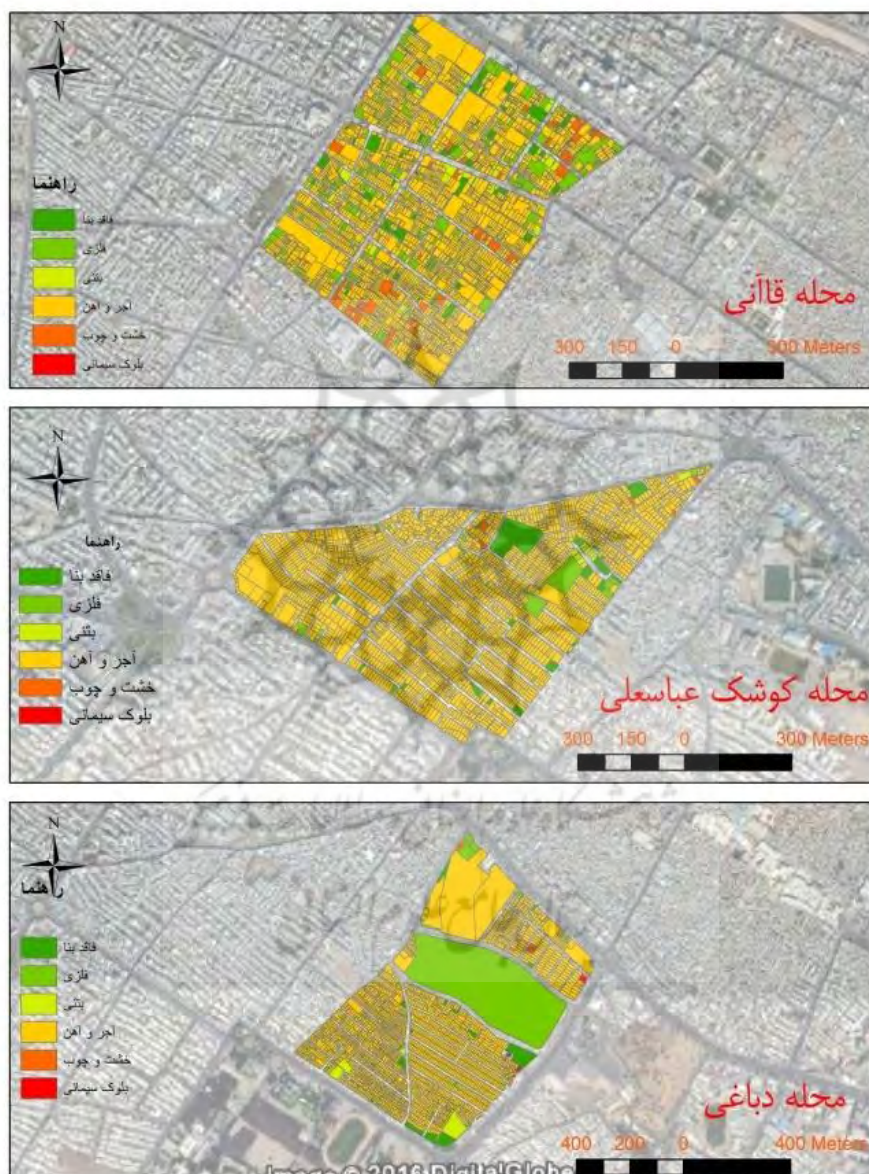 N
راهنما
فاقد بنا
فلزی
بتنی
اجر و آهن
خشت و چوب
بلوک سیمانی
محله قاآنی
300 150 0 300 Meters
N
راهنما
فاقد بنا
فلزی
بتنی
آجر و آهن
خشت و چوب
بلوک سیمانی
محله کوشک عباسعلی
300 150 0 300 Meters
N
راهنما
فاقد بنا
فلزی
بتنی
اجر و آهن
خشت و چوب
بلوک سیمانی
محله دباغی
400 200 0 400 Meters
Image © 2016 DigitalGlobe